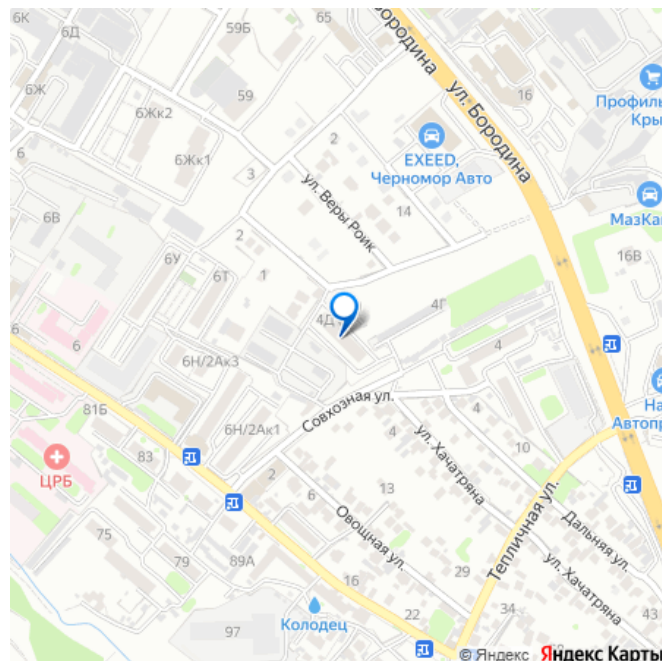 6К
6Д
59Б
65
ул. Бородина
Бородина
6Ж
6Жк2
59
16
Профиль
Кры
6
6Жк1
2
EXEED,
Черномор Авто
3
ул. Веры Роик
14
МазКа
6В
2
6У
6Т
1
16В
4Д
4Г
6
6
6Н/2Ак3
4
Совхозная ул.
На
Автопр
81Б
6Н/2Ак1
4
4
ул. Хачатряна
10
ЦРБ
83
2
6
13
Тепличная ул.
Дальняя ул.
75
Овощная ул.
79
89А
16
29
ул. Хачатряна
Колодец
97
22
34
43
© Яндекс Яндекс Карты